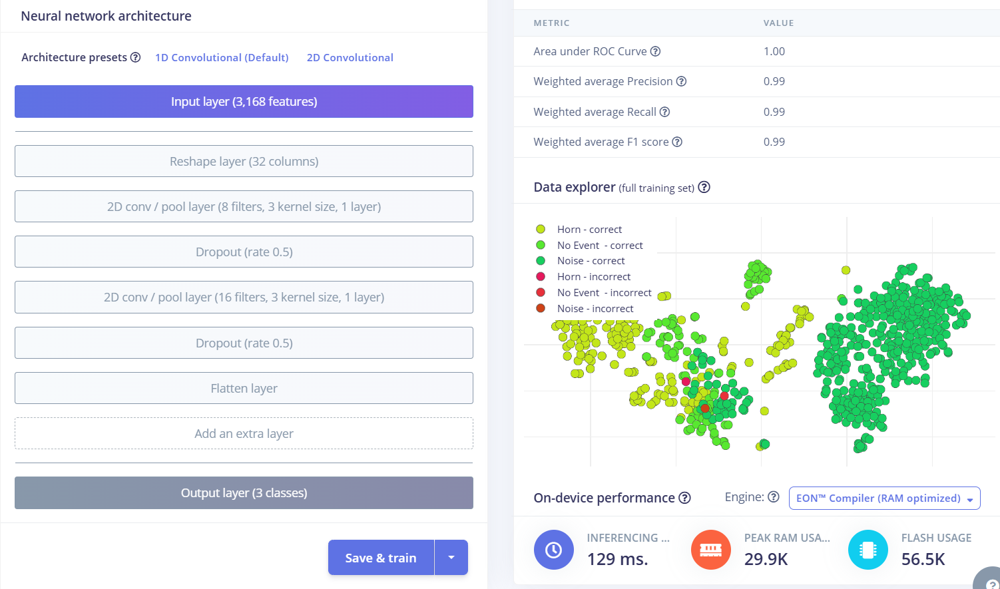 Neural network architecture
Architecture presets ? 1D Convolutional (Default) 2D Convolutional
Input layer (3,168 features)
Reshape layer (32 columns)
2D conv / pool layer (8 filters, 3 kernel size, 1 layer)
Dropout (rate 0.5)
2D conv / pool layer (16 filters, 3 kernel size, 1 layer)
Dropout (rate 0.5)
Flatten layer
Add an extra layer
Output layer (3 classes)
Save & train
METRIC VALUE
Area under ROC Curve ? 1.00
Weighted average Precision ? 0.99
Weighted average Recall ? 0.99
Weighted average F1 score ? 0.99
Data explorer (full training set) ?
Horn - correct
No Event - correct
Noise - correct
Horn - incorrect
No Event - incorrect
Noise - incorrect
On-device performance ? Engine: ? EON™ Compiler (RAM optimized)
INFERENCING ... PEAK RAM USA... FLASH USAGE
129 ms. 29.9K 56.5K
?